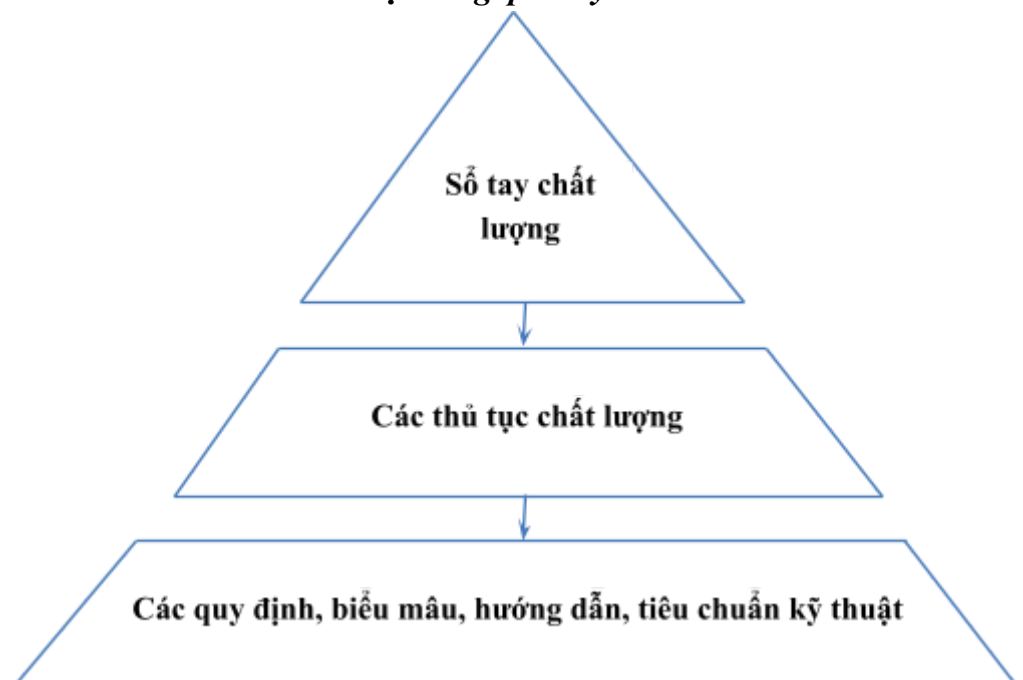 Sổ tay chất
lượng
Các thủ tục chất lượng
Các quy định, biểu mâu, hướng dẫn, tiêu chuẩn kỹ thuật